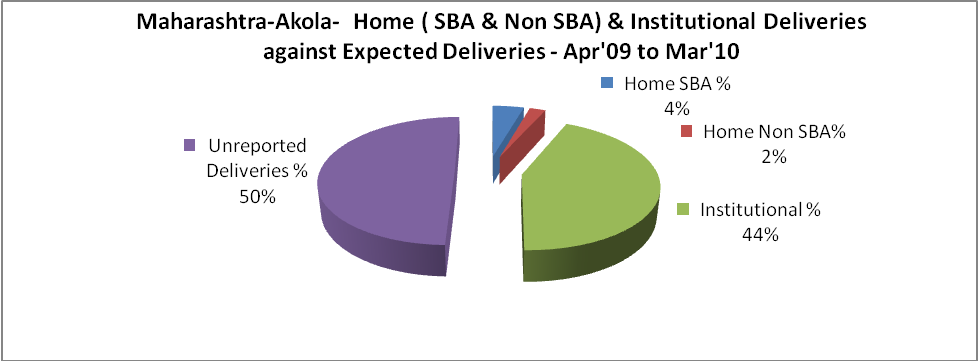 Maharashtra-Akola-  Home ( SBA & Non SBA) & Institutional Deliveries
against Expected Deliveries - Apr'09 to Mar'10
Home SBA %
4%
Home Non SBA%
2%
Institutional %
44%
Unreported
Deliveries %
50%